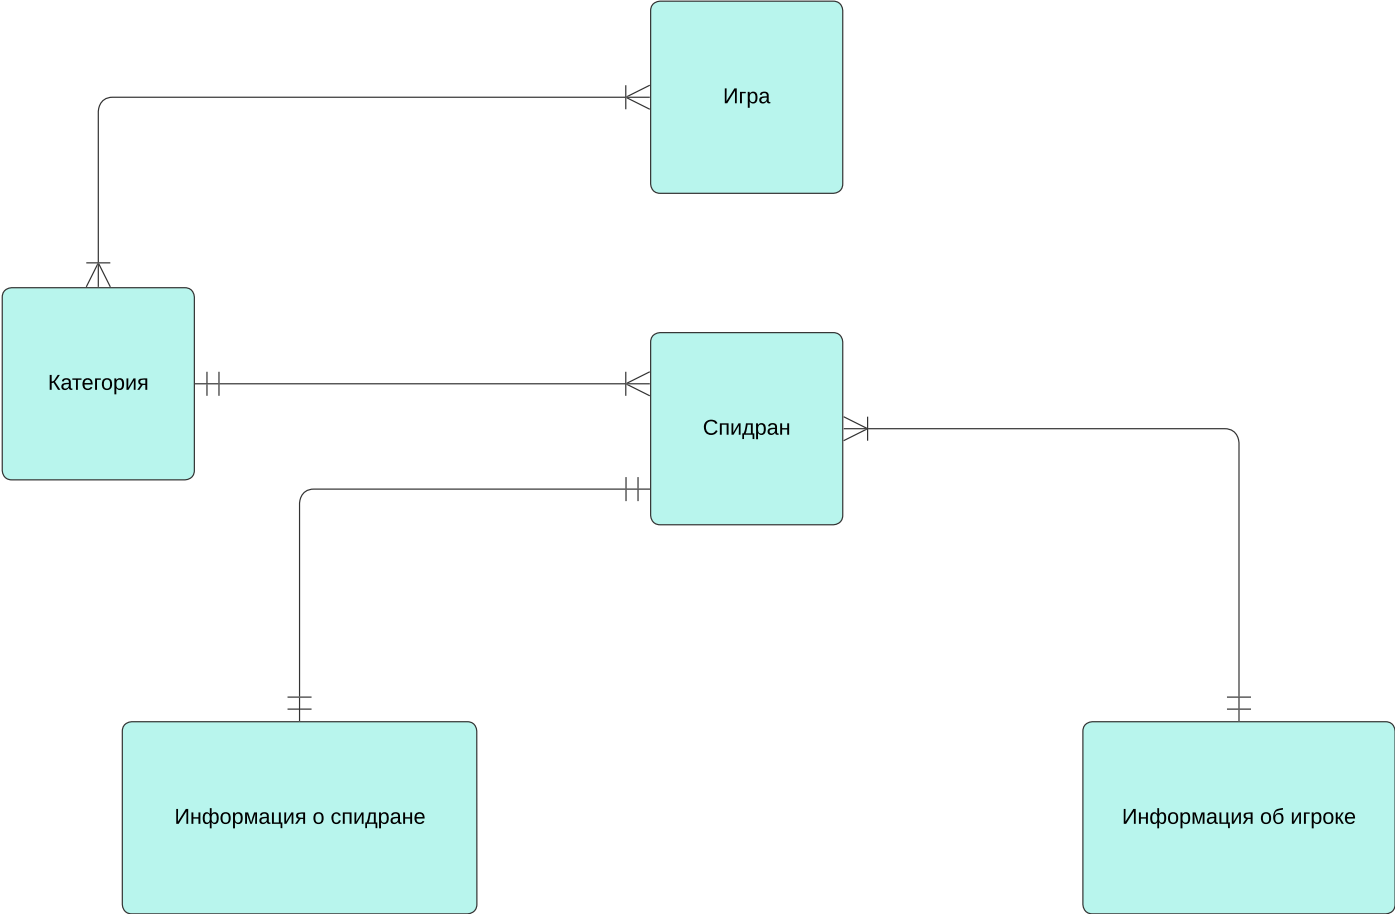 Игра
Категория
Спидран
Информация о спидране
Информация об игроке